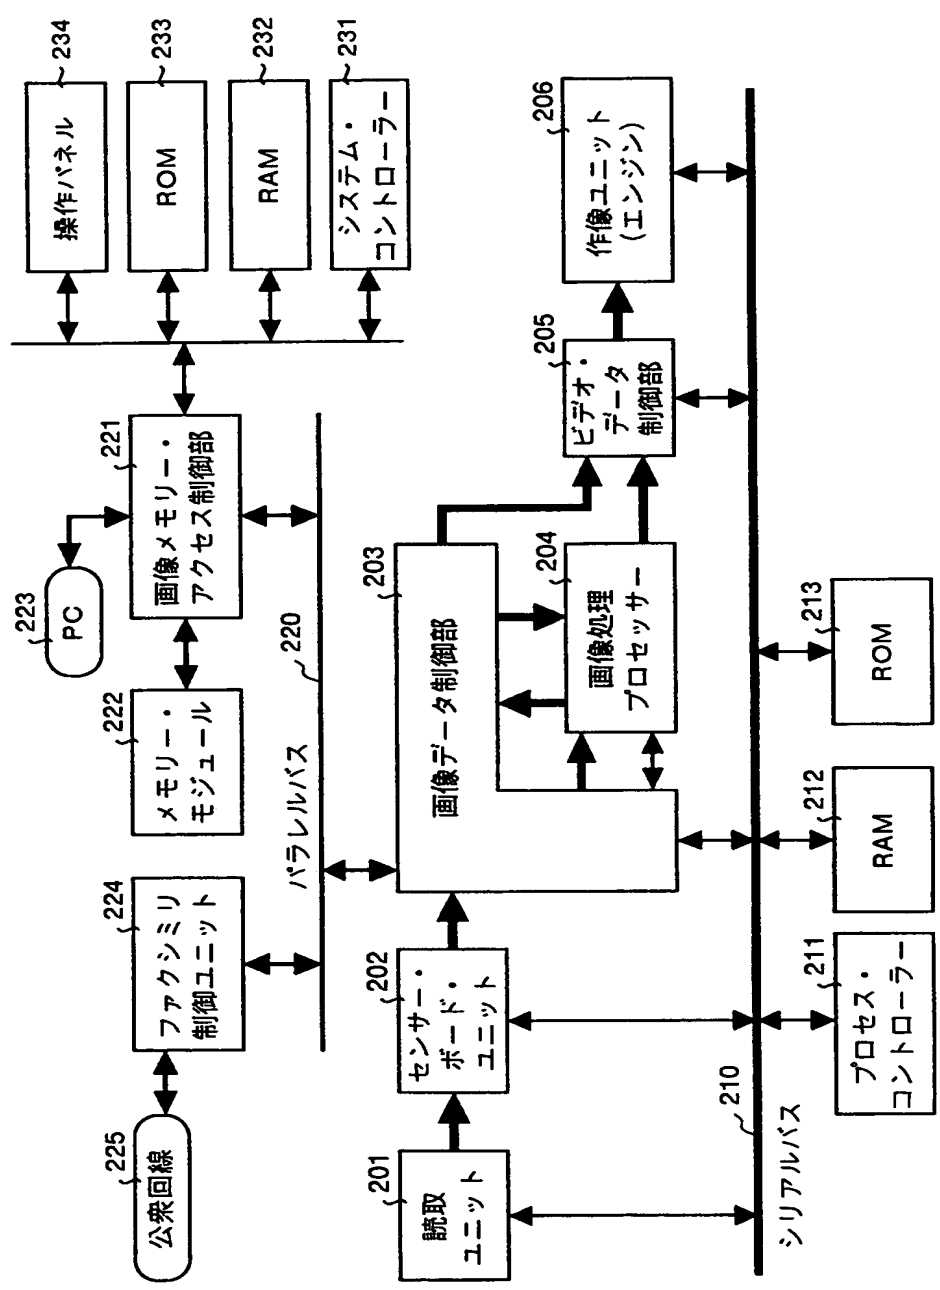 225
公衆回線
224
ファクシミリ
制御ユニット
222
メモリー・
モジュール
223
PC
221
画像メモリー・
アクセス制御部
234
操作パネル
233
ROM
232
RAM
231
システム・
コントローラー
パラレルバス
220
201
読取
ユニット
202
センサー・
ボード・
ユニット
203
画像データ制御部
204
画像処理
プロセッサー
205
ビデオ・
データ
制御部
206
作像ユニット
(エンジン)
210
シリアルバス
211
プロセス・
コントローラー
212
RAM
213
ROM